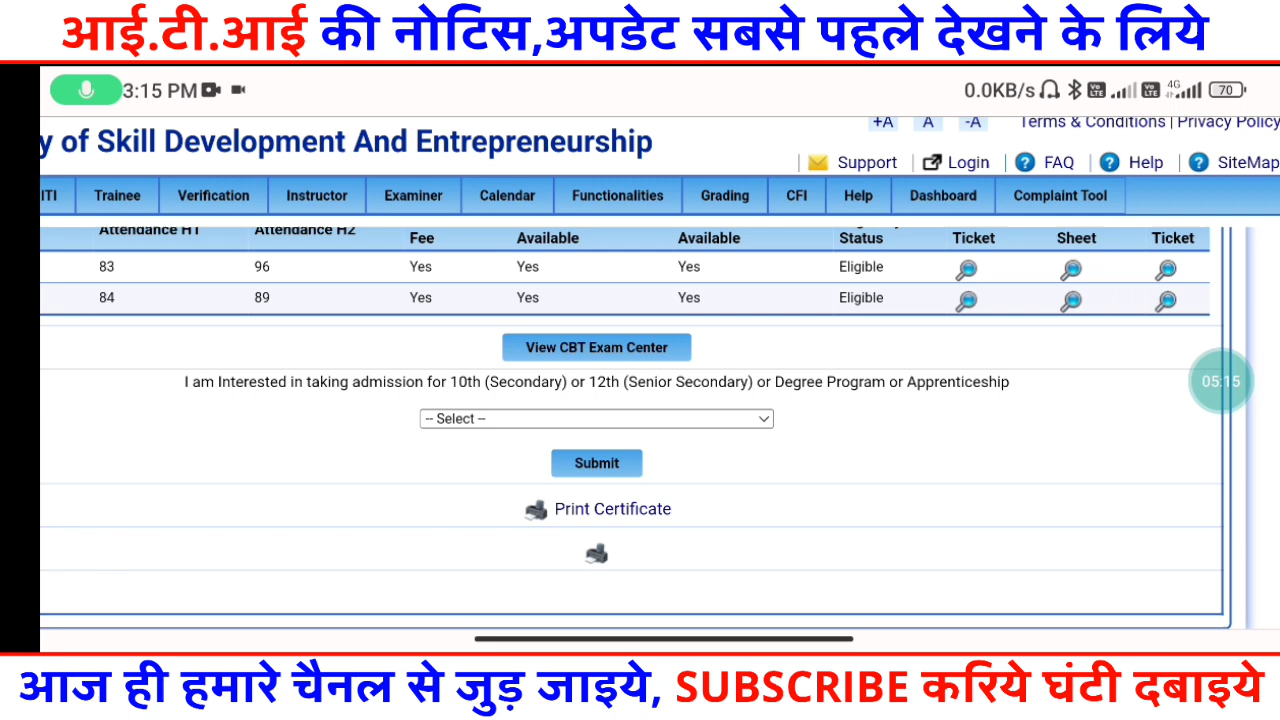 आई.टी.आई की नोटिस,अपडेट सबसे पहले देखने के लिये
3:15 PM 0.0KB/s Vo LTE Vo LTE 4G 70
+A A -A Terms & Conditions | Privacy Policy
y of Skill Development And Entrepreneurship
Support Login FAQ Help SiteMap
ITI Trainee Verification Instructor Examiner Calendar Functionalities Grading CFI Help Dashboard Complaint Tool
Attendance H1 Attendance H2
Fee Available Available Status Ticket Sheet Ticket
83 96 Yes Yes Yes Eligible
84 89 Yes Yes Yes Eligible
View CBT Exam Center
I am Interested in taking admission for 10th (Secondary) or 12th (Senior Secondary) or Degree Program or Apprenticeship
05:15
-- Select --
Submit
Print Certificate
आज ही हमारे चैनल से जुड़ जाइये, SUBSCRIBE करिये घंटी दबाइये